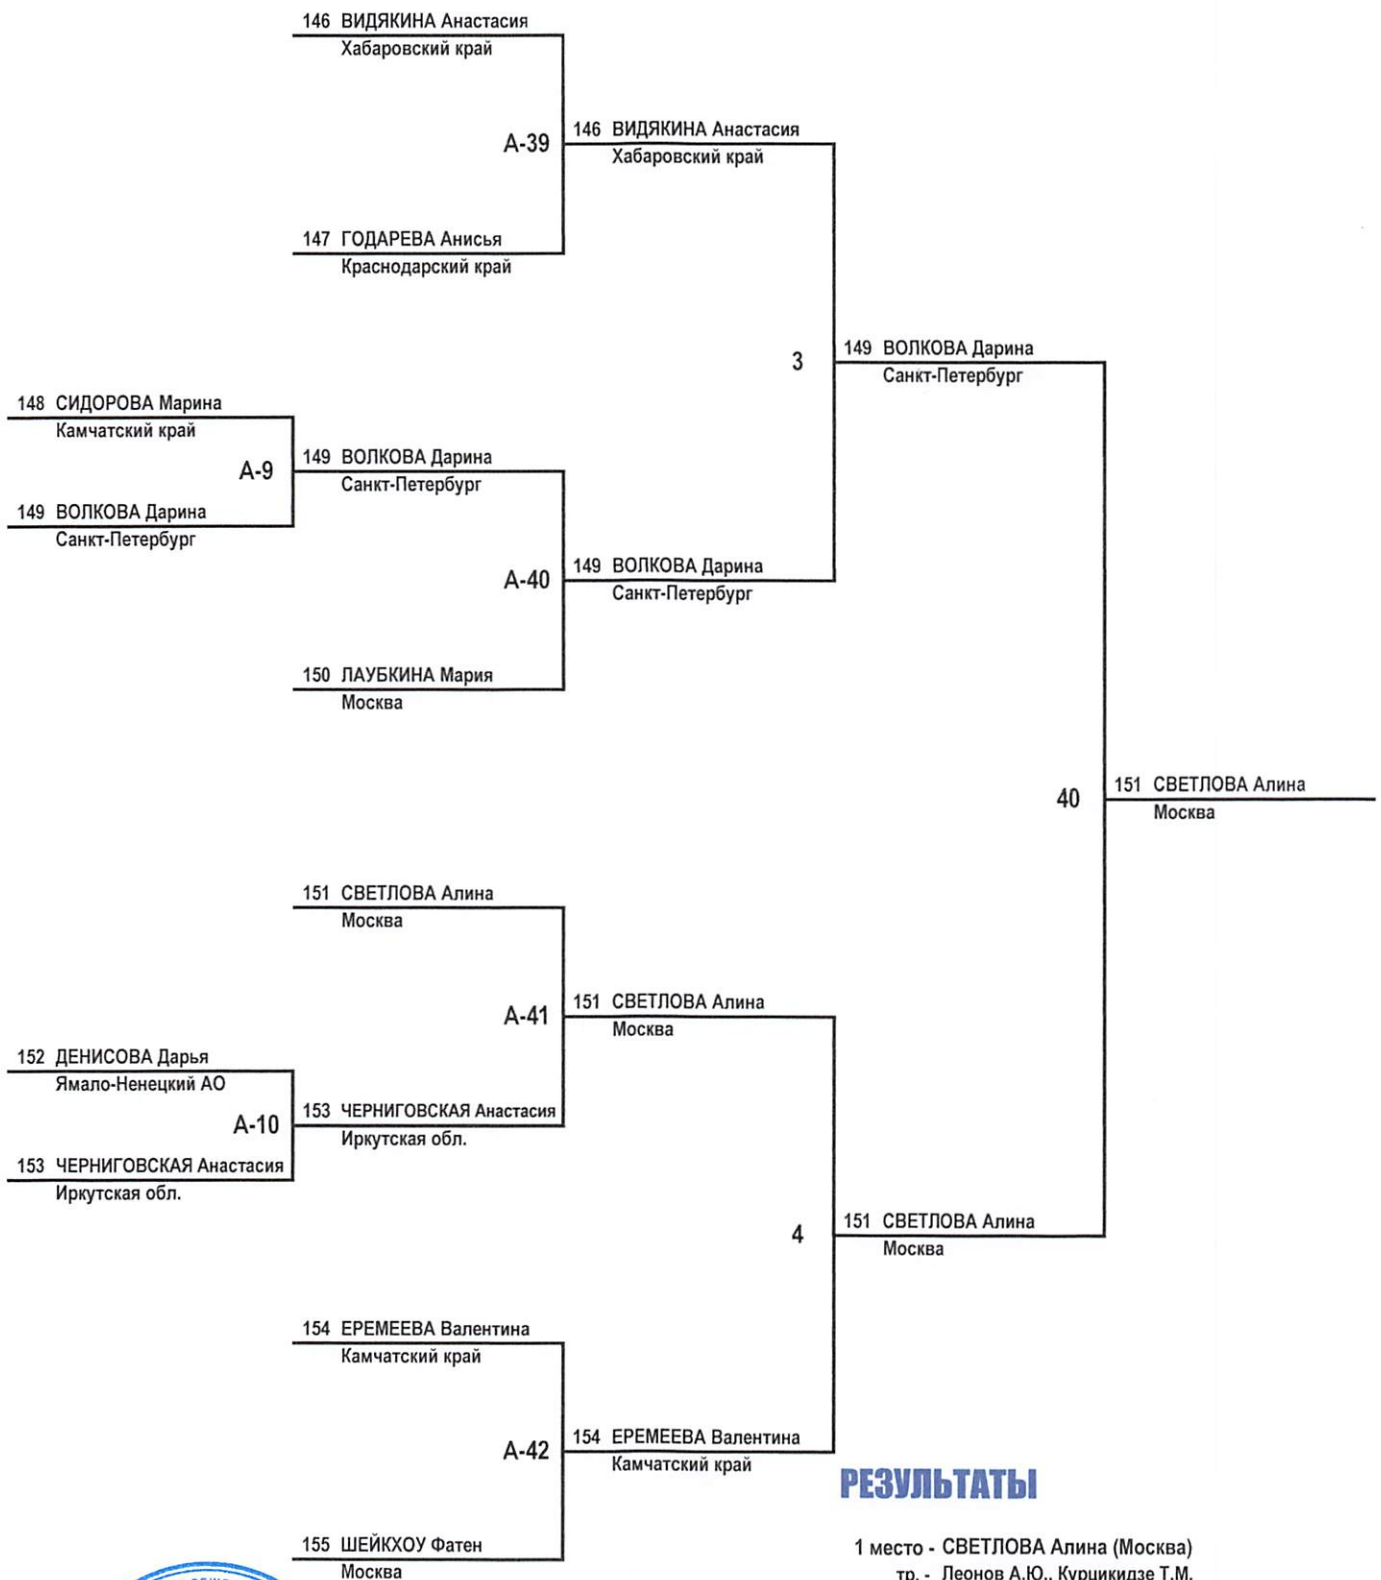 146 ВИДЯКИНА Анастасия
Хабаровский край
А-39
146 ВИДЯКИНА Анастасия
Хабаровский край
147 ГОДАРЕВА Анисья
Краснодарский край
3
149 ВОЛКОВА Дарина
Санкт-Петербург
148 СИДОРОВА Марина
Камчатский край
А-9
149 ВОЛКОВА Дарина
Санкт-Петербург
149 ВОЛКОВА Дарина
Санкт-Петербург
А-40
149 ВОЛКОВА Дарина
Санкт-Петербург
150 ЛАУБКИНА Мария
Москва
40
151 СВЕТЛОВА Алина
Москва
151 СВЕТЛОВА Алина
Москва
А-41
151 СВЕТЛОВА Алина
Москва
152 ДЕНИСОВА Дарья
Ямало-Ненецкий АО
А-10
153 ЧЕРНИГОВСКАЯ Анастасия
Иркутская обл.
153 ЧЕРНИГОВСКАЯ Анастасия
Иркутская обл.
4
151 СВЕТЛОВА Алина
Москва
154 ЕРЕМЕЕВА Валентина
Камчатский край
А-42
154 ЕРЕМЕЕВА Валентина
Камчатский край
155 ШЕЙКХОУ Фатен
Москва
РЕЗУЛЬТАТЫ
1 место - СВЕТЛОВА Алина (Москва)
тр. - Леонов А.Ю., Курцикидзе Т.М.